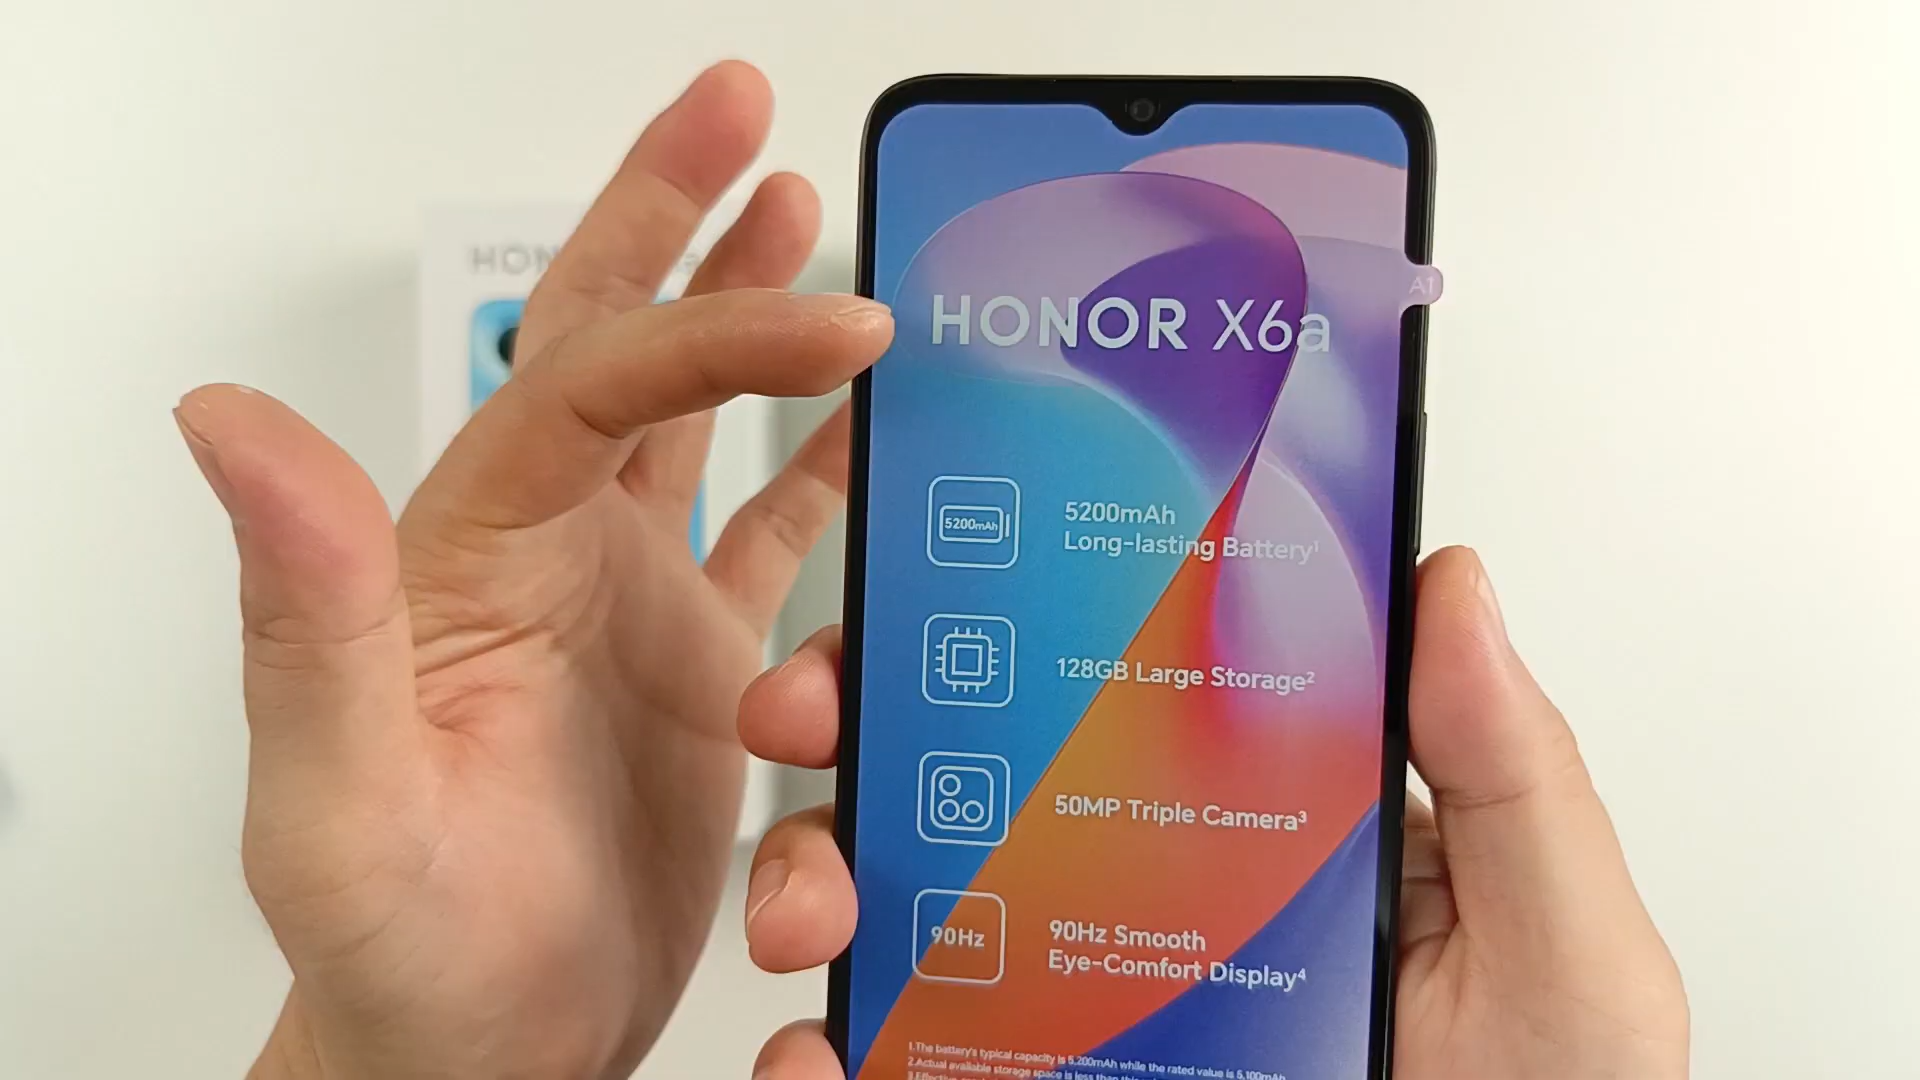 HON
A1
HONOR X6a
5200mAh
5200mAh
Long-lasting Battery¹
128GB Large Storage²
50MP Triple Camera³
90Hz
90Hz Smooth
Eye-Comfort Display⁴
1.The battery's typical capacity is 5,200mAh while the rated value is 5,100mAh.
2.Actual available storage space is less than